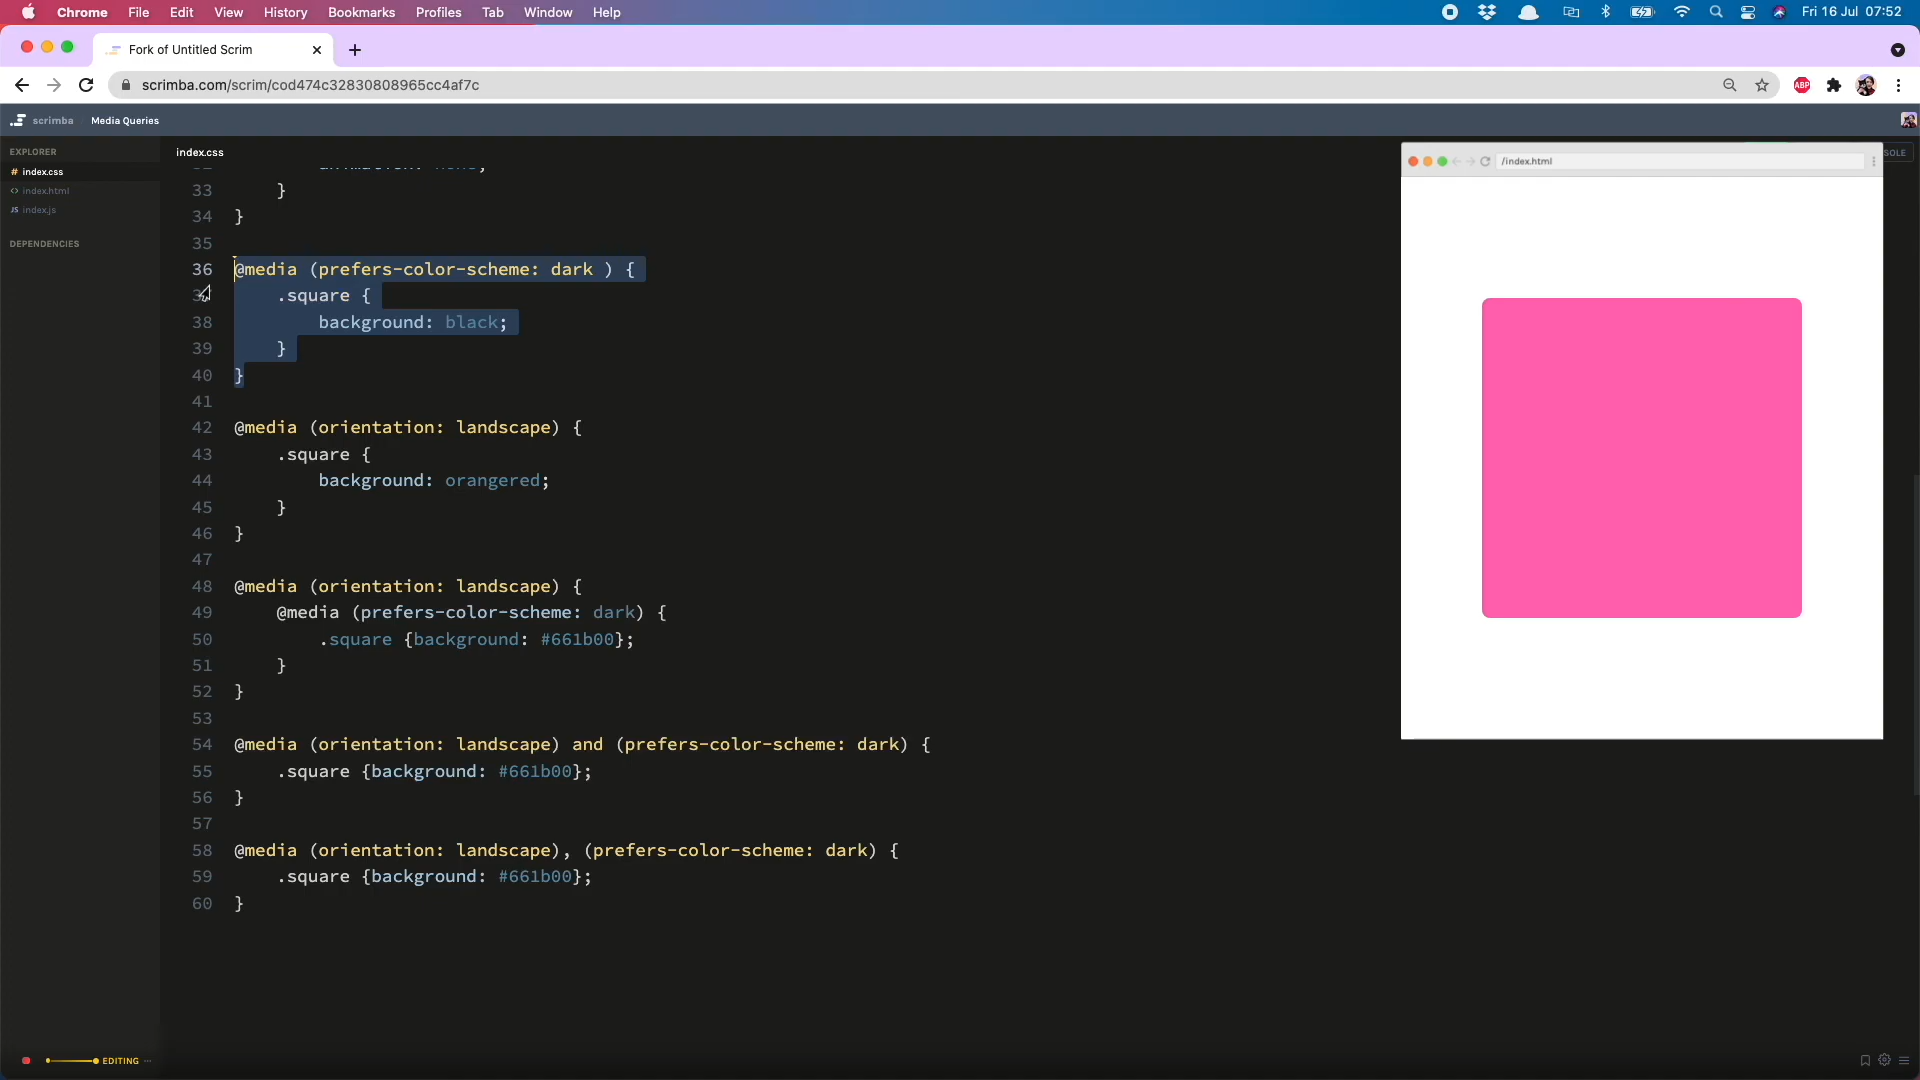 Chrome File Edit View History Bookmarks Profiles Tab Window Help Fri 16 Jul 07:52
Fork of Untitled Scrim
scrimba.com/scrim/cod474c32830808965cc4af7c ABP
scrimba Media Queries
EXPLORER
# index.css
<> index.html
JS index.js
DEPENDENCIES
index.css
33 }
34 }
35
36 @media (prefers-color-scheme: dark ) {
.square {
38 background: black;
39 }
40 }
41
42 @media (orientation: landscape) {
43 .square {
44 background: orangered;
45 }
46 }
47
48 @media (orientation: landscape) {
49 @media (prefers-color-scheme: dark) {
50 .square {background: #661b00};
51 }
52 }
53
54 @media (orientation: landscape) and (prefers-color-scheme: dark) {
55 .square {background: #661b00};
56 }
57
58 @media (orientation: landscape), (prefers-color-scheme: dark) {
59 .square {background: #661b00};
60 }
/index.html
SOLE
EDITING ...